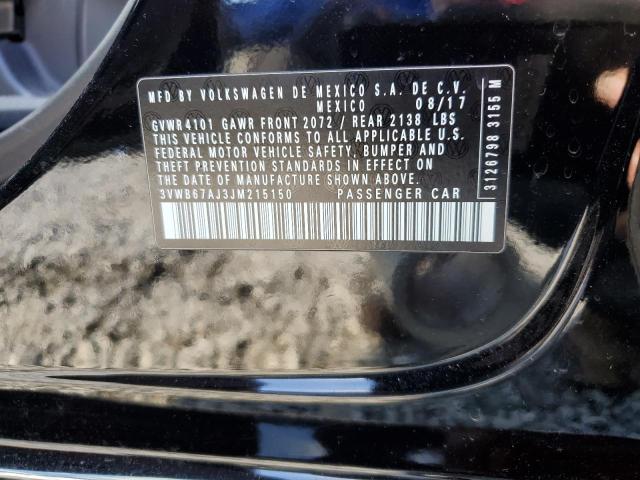 MFD BY VOLKSWAGEN DE MEXICO S.A. DE C.V.
MEXICO 08/17
GVWR4101 GAWR FRONT 2072 / REAR 2138 LBS
THIS VEHICLE CONFORMS TO ALL APPLICABLE U.S.
FEDERAL MOTOR VEHICLE SAFETY, BUMPER AND
THEFT PREVENTION STANDARDS IN EFFECT ON THE
DATE OF MANUFACTURE SHOWN ABOVE.
3VWB67AJ3JM215150 PASSENGER CAR
3126798 3155 M